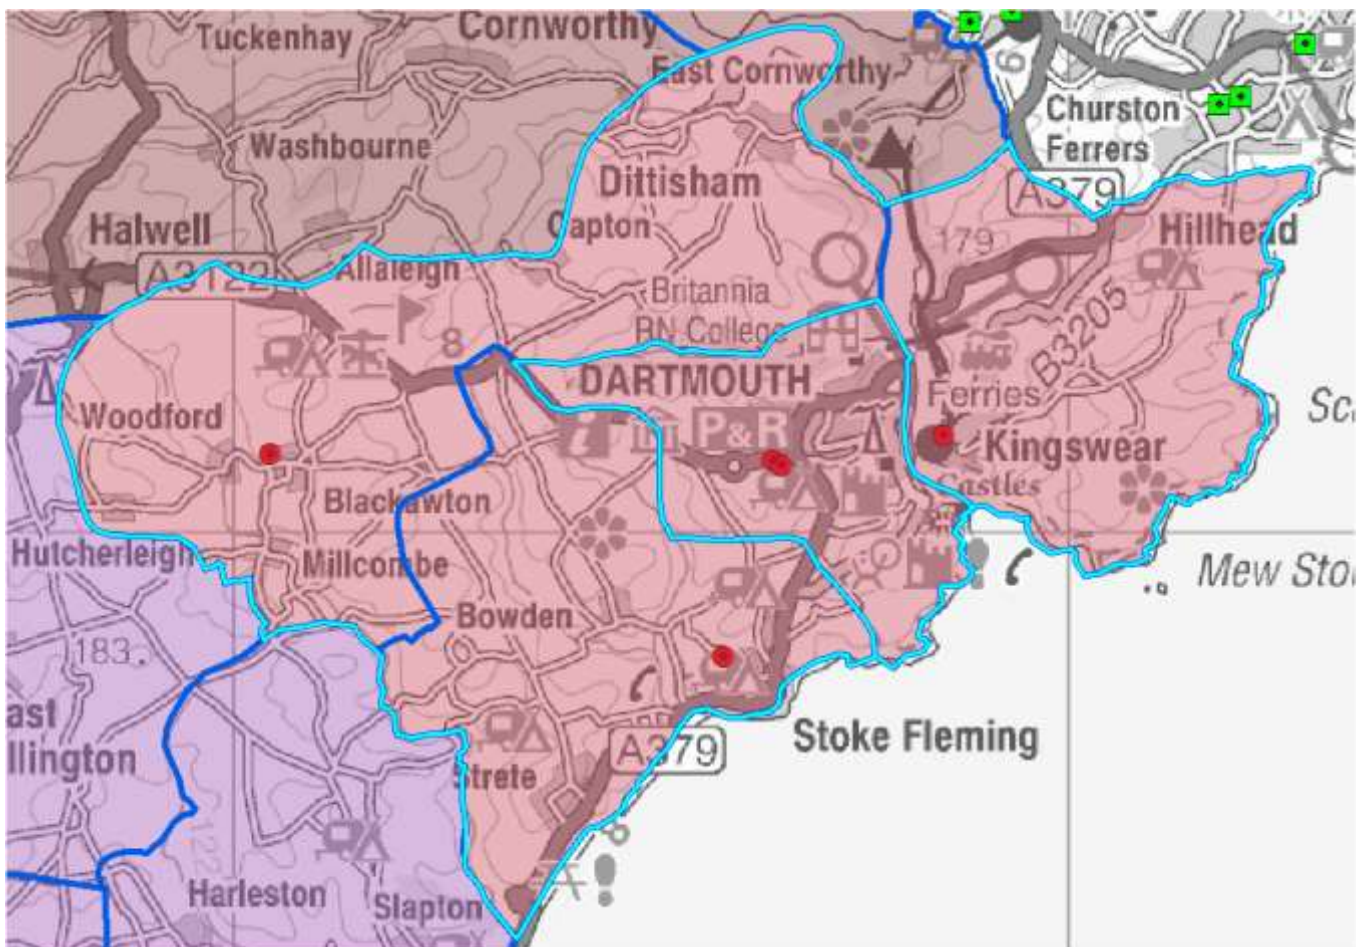 Cornworthy
Tuckenhay
East Cornworthy
Churston
Ferrers
Washbourne
Dittisham
A379
Halwell
Capton
179
Hillhead
A3122
Allaleigh
Britannia
RN College
8
B3205
DARTMOUTH
Ferries
Woodford
P&R
Kingswear
Blackawton
Castles
Hutcherleigh
Millcombe
Mew Sto
Bowden
183.
ast
llington
Stoke Fleming
A379
Strete
122
Harleston
Slapton